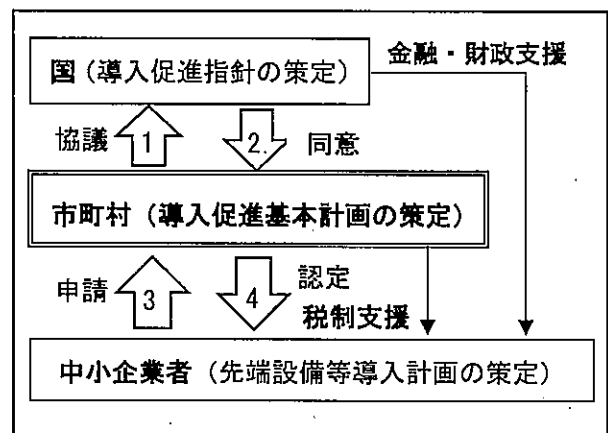 国（導入促進指針の策定）
金融・財政支援
協議
1
2.
同意
市町村（導入促進基本計画の策定）
申請
3
4
認定
税制支援
中小企業者（先端設備等導入計画の策定）